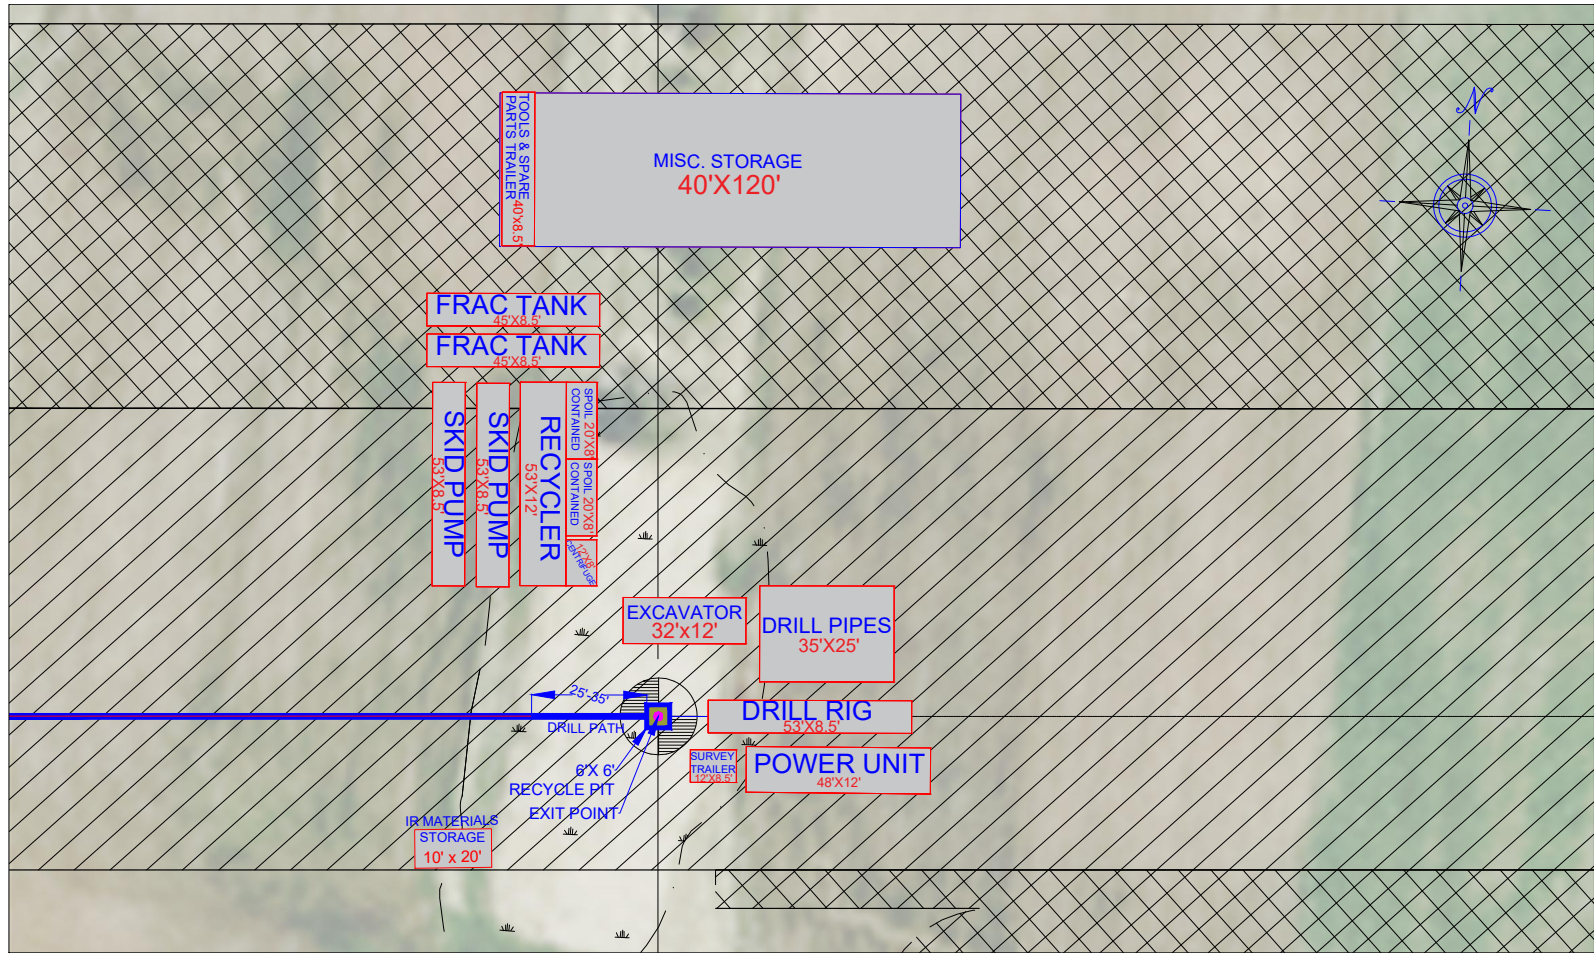 N
TOOLS & SPARE
PARTS TRAILER
40'x8.5'
MISC. STORAGE
40'X120'
FRAC TANK
45'X8.5'
FRAC TANK
45'X8.5'
SKID PUMP
53'X8.5'
SKID PUMP
53'X8.5'
RECYCLER
53'X12'
SPOIL 20'X8'
CONTAINED
SPOIL 20'X8'
CONTAINED
12'X8'
CENTRIFUGE
EXCAVATOR
32'x12'
DRILL PIPES
35'X25'
25'-35'
DRILL PATH
DRILL RIG
53'X8.5'
SURVEY
TRAILER
12'X8.5'
POWER UNIT
48'X12'
6'X 6'
RECYCLE PIT
EXIT POINT
IR MATERIALS
STORAGE
10' x 20'